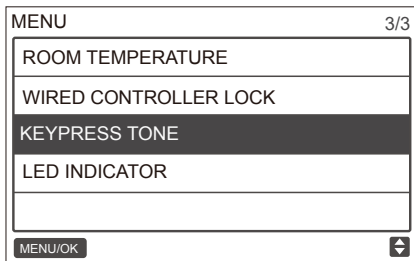 MENU 3/3
ROOM TEMPERATURE
WIRED CONTROLLER LOCK
KEYPRESS TONE
LED INDICATOR
MENU/OK